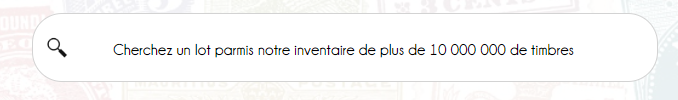 Cherchez un lot parmis notre inventaire de plus de 10 000 000 de timbres